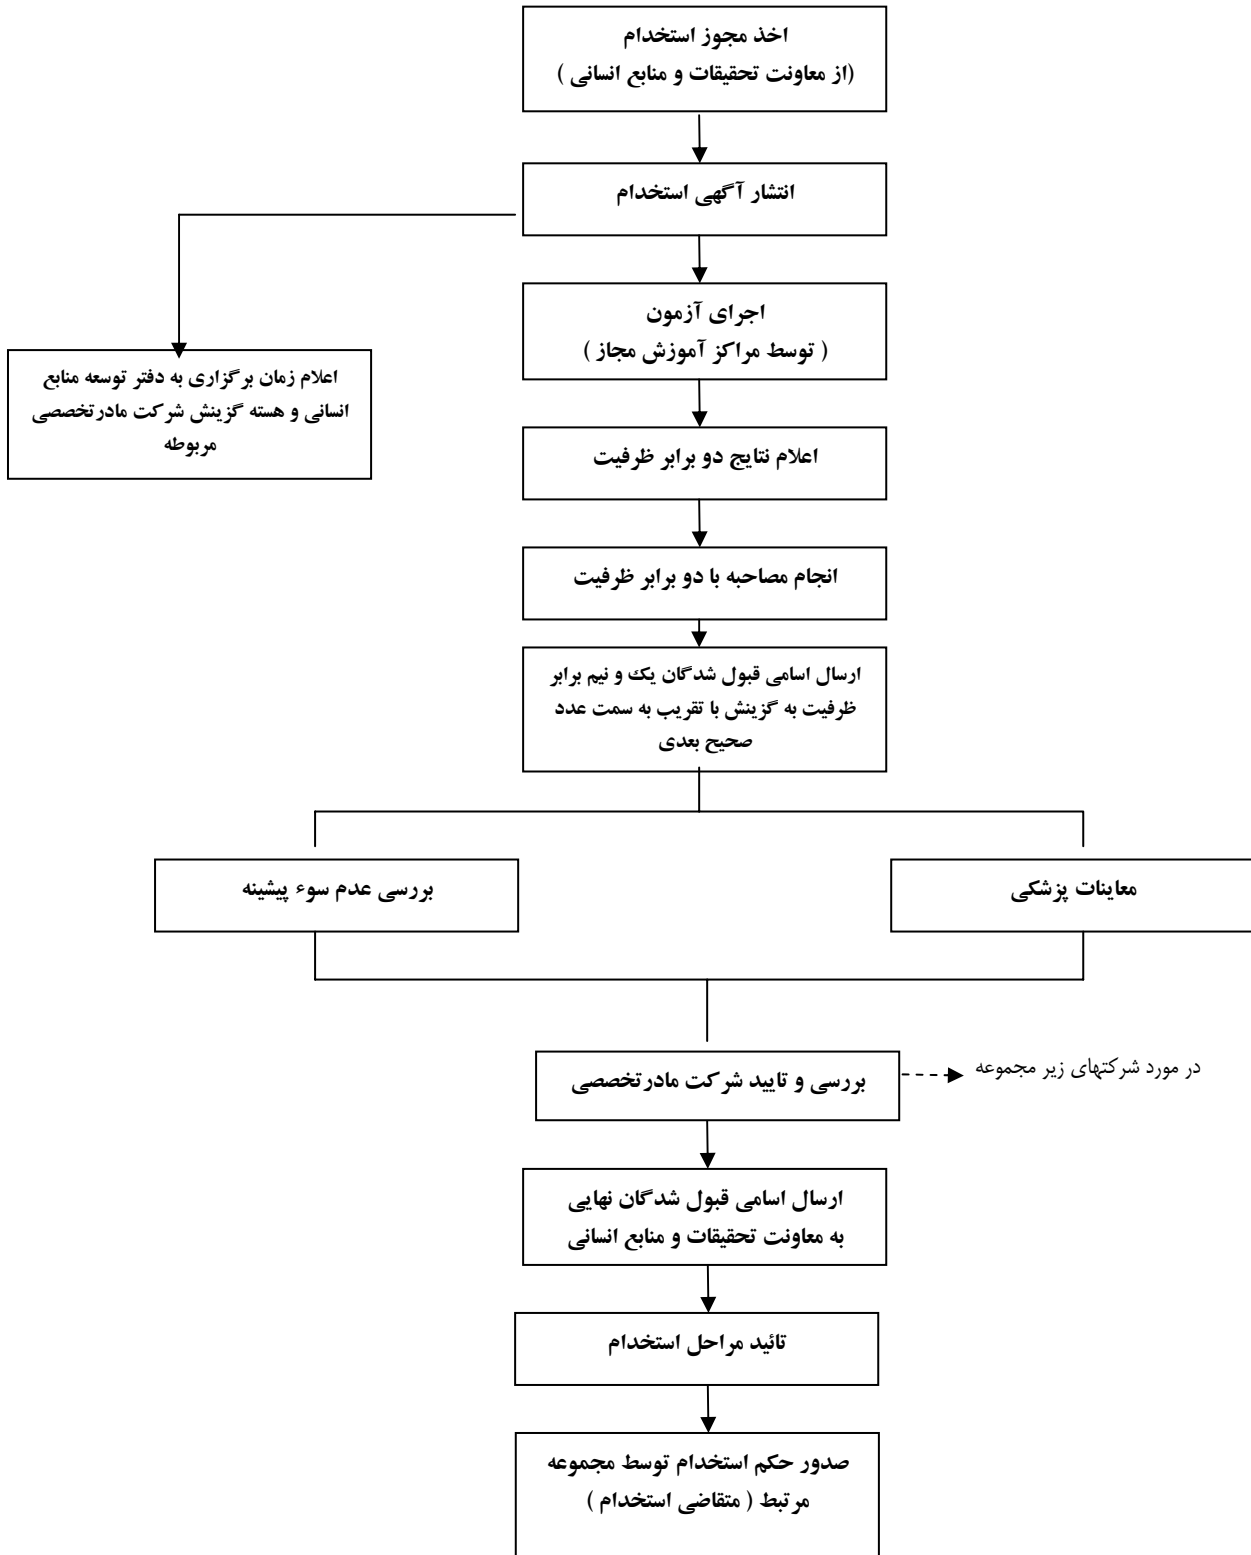 اخذ مجوز استخدام
(از معاونت تحقیقات و منابع انسانی )
انتشار آگهی استخدام
اجرای آزمون
( توسط مراکز آموزش مجاز )
اعلام زمان برگزاری به دفتر توسعه منابع
انسانی و هسته گزینش شرکت مادرتخصصی
مربوطه
اعلام نتایج دو برابر ظرفیت
انجام مصاحبه با دو برابر ظرفیت
ارسال اسامی قبول شدگان یک و نیم برابر
ظرفیت به گزینش با تقریب به سمت عدد
صحیح بعدی
معاینات پزشکی
بررسی عدم سوء پیشینه
بررسی و تایید شرکت مادرتخصصی
در مورد شرکتهای زیر مجموعه
ارسال اسامی قبول شدگان نهایی
به معاونت تحقیقات و منابع انسانی
تائید مراحل استخدام
صدور حکم استخدام توسط مجموعه
مرتبط ( متقاضی استخدام )